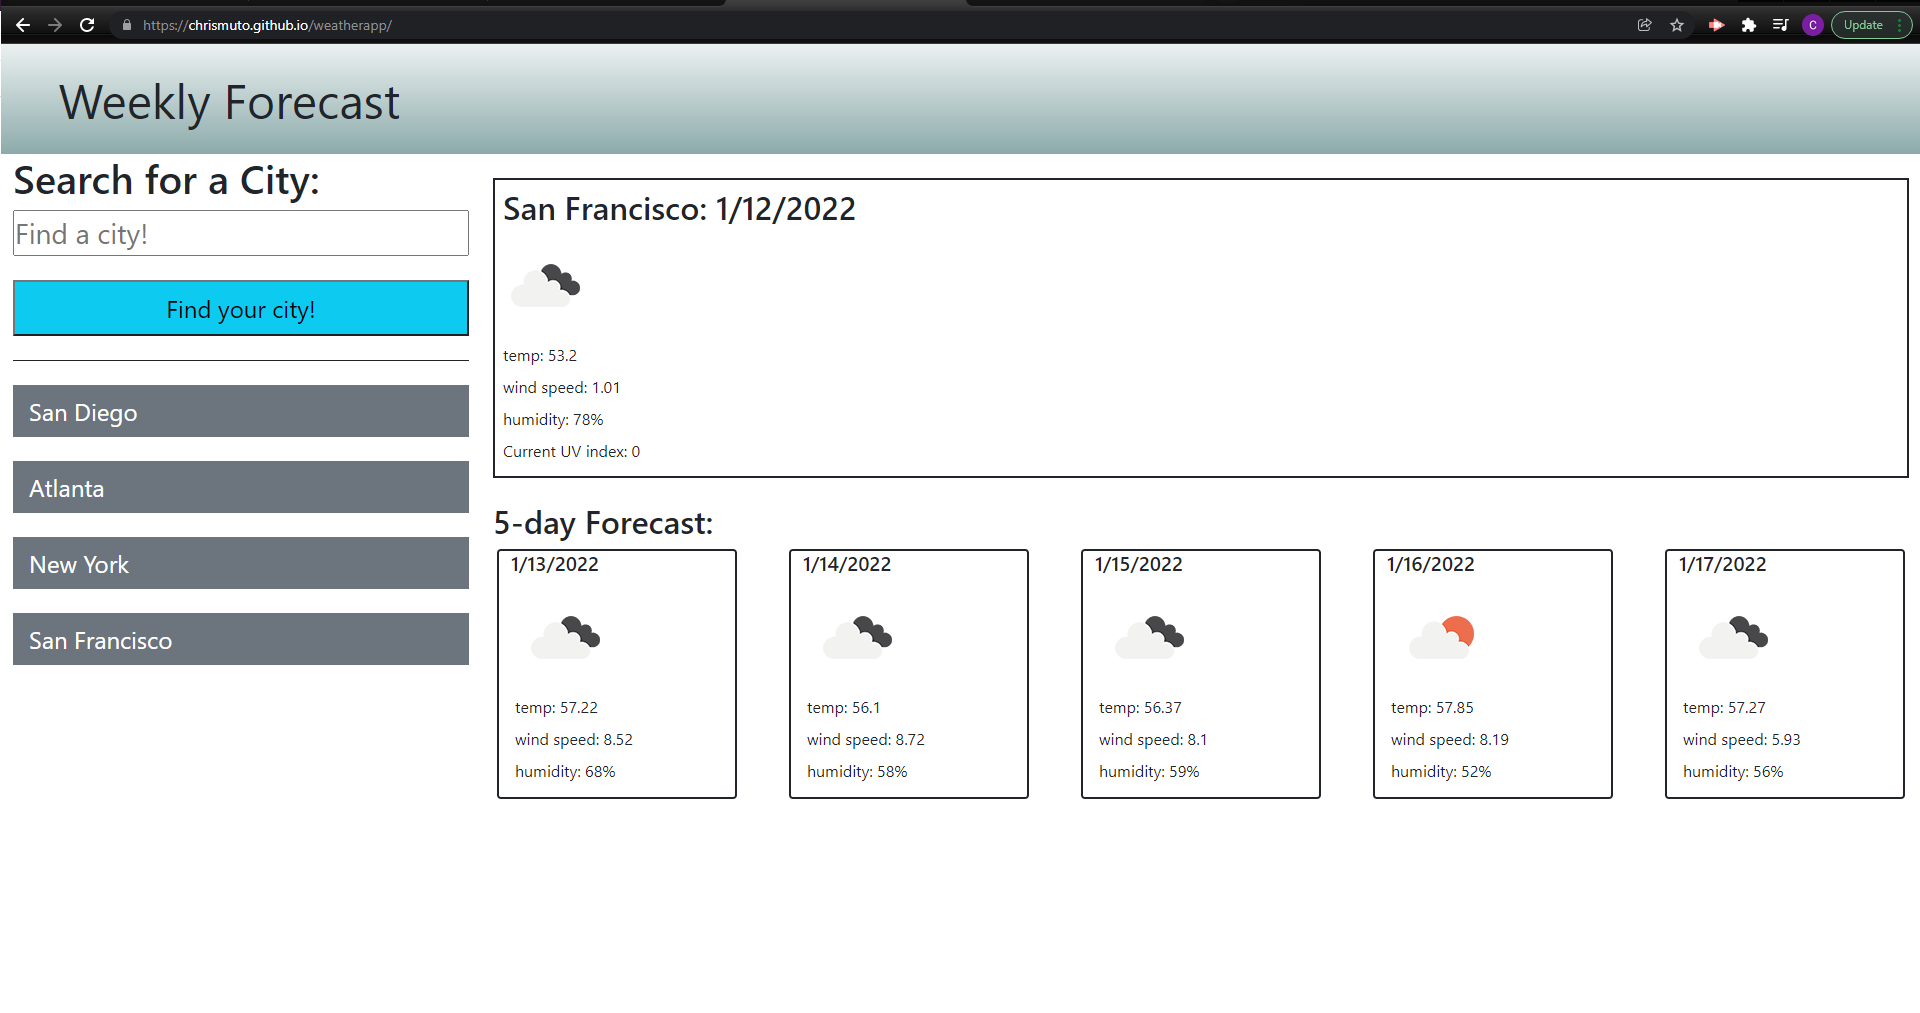 https://chrismuto.github.io/weatherapp/
C
Update
Weekly Forecast
Search for a City:
Find a city!
Find your city!
San Diego
Atlanta
New York
San Francisco
San Francisco: 1/12/2022
temp: 53.2
wind speed: 1.01
humidity: 78%
Current UV index: 0
5-day Forecast:
1/13/2022
temp: 57.22
wind speed: 8.52
humidity: 68%
1/14/2022
temp: 56.1
wind speed: 8.72
humidity: 58%
1/15/2022
temp: 56.37
wind speed: 8.1
humidity: 59%
1/16/2022
temp: 57.85
wind speed: 8.19
humidity: 52%
1/17/2022
temp: 57.27
wind speed: 5.93
humidity: 56%